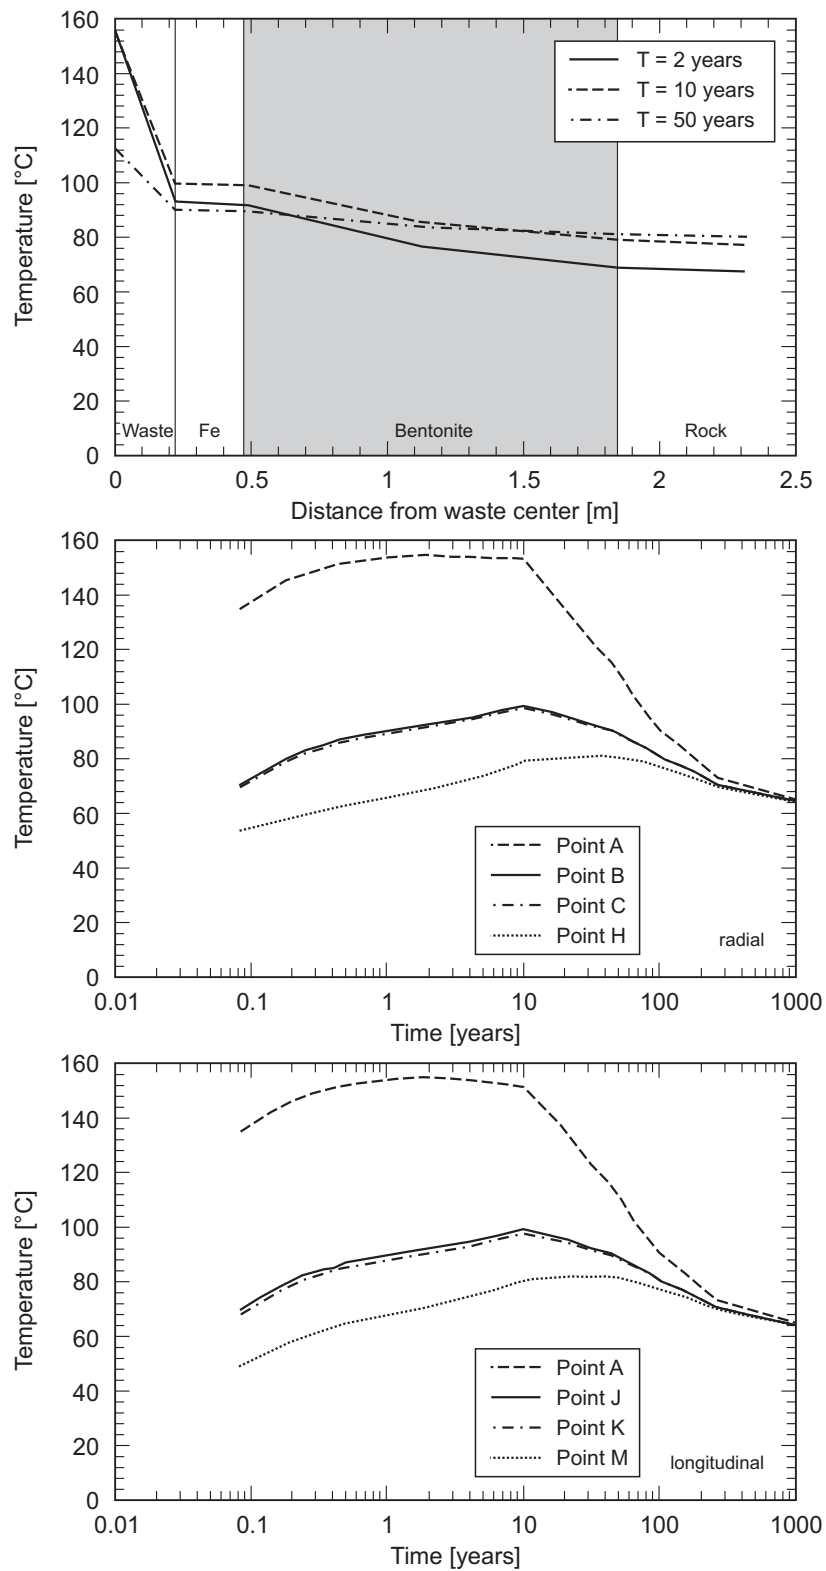 160
140
120
100
80
60
40
20
0
Temperature [°C]
T = 2 years
T = 10 years
T = 50 years
Waste
Fe
Bentonite
Rock
0
0.5
1
1.5
2
2.5
Distance from waste center [m]
160
140
120
100
80
60
40
20
0
Temperature [°C]
Point A
Point B
Point C
Point H
radial
0.01
0.1
1
10
100
1000
Time [years]
160
140
120
100
80
60
40
20
0
Temperature [°C]
Point A
Point J
Point K
Point M
longitudinal
0.01
0.1
1
10
100
1000
Time [years]